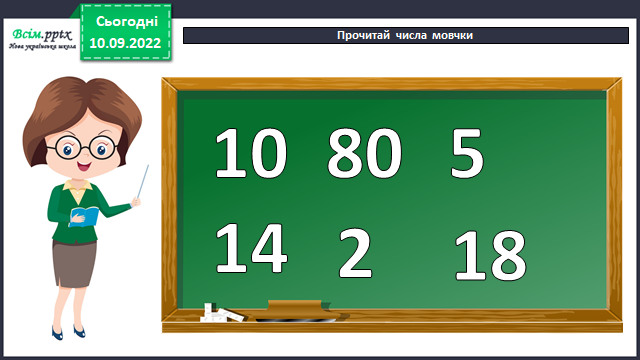 Всім.pptx
Нова українська школа
Сьогодні
10.09.2022
Прочитай числа мовчки
10 80 5
14 2 18